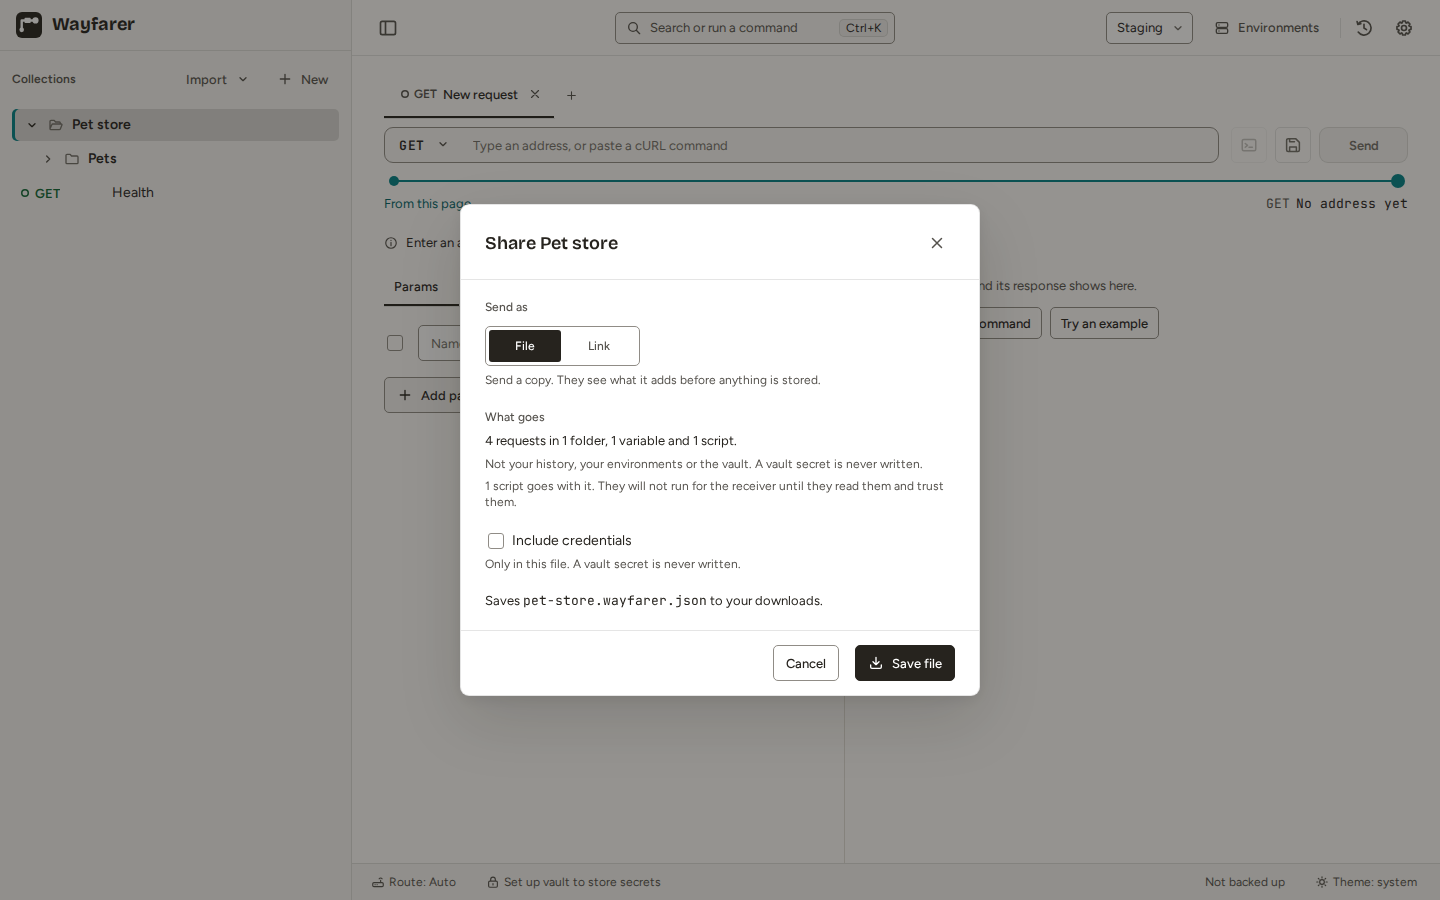 Wayfarer
Search or run a command
Ctrl+K
Staging
Environments
Collections
Import
New
Pet store
Pets
GET
Health
GET New request
GET
Type an address, or paste a cURL command
Send
From this page
GET No address yet
Enter an a
Params
nd its response shows here.
ommand
Try an example
Nam
Add pa
Share Pet store
Send as
File
Link
Send a copy. They see what it adds before anything is stored.
What goes
4 requests in 1 folder, 1 variable and 1 script.
Not your history, your environments or the vault. A vault secret is never written.
1 script goes with it. They will not run for the receiver until they read them and trust
them.
Include credentials
Only in this file. A vault secret is never written.
Saves pet-store.wayfarer.json to your downloads.
Cancel
Save file
Route: Auto
Set up vault to store secrets
Not backed up
Theme: system